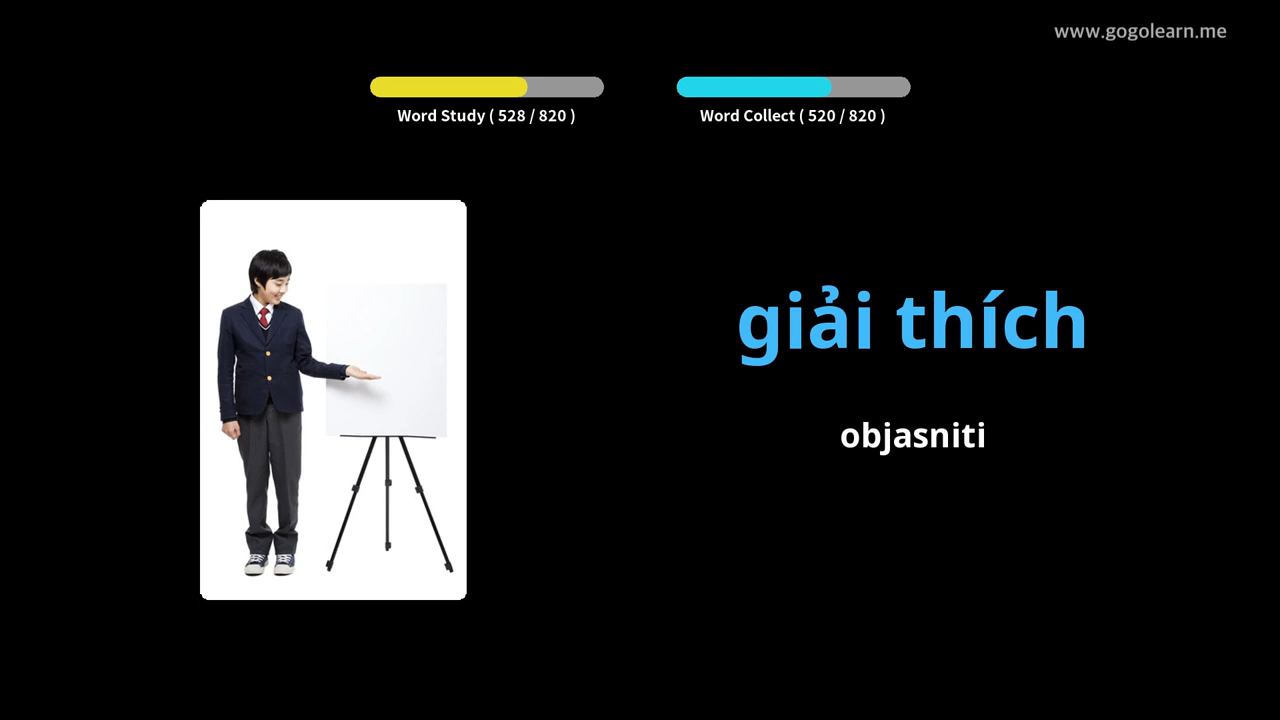 www.gogolearn.me
Word Study ( 528 / 820 )
Word Collect ( 520 / 820 )
giải thích
objasniti